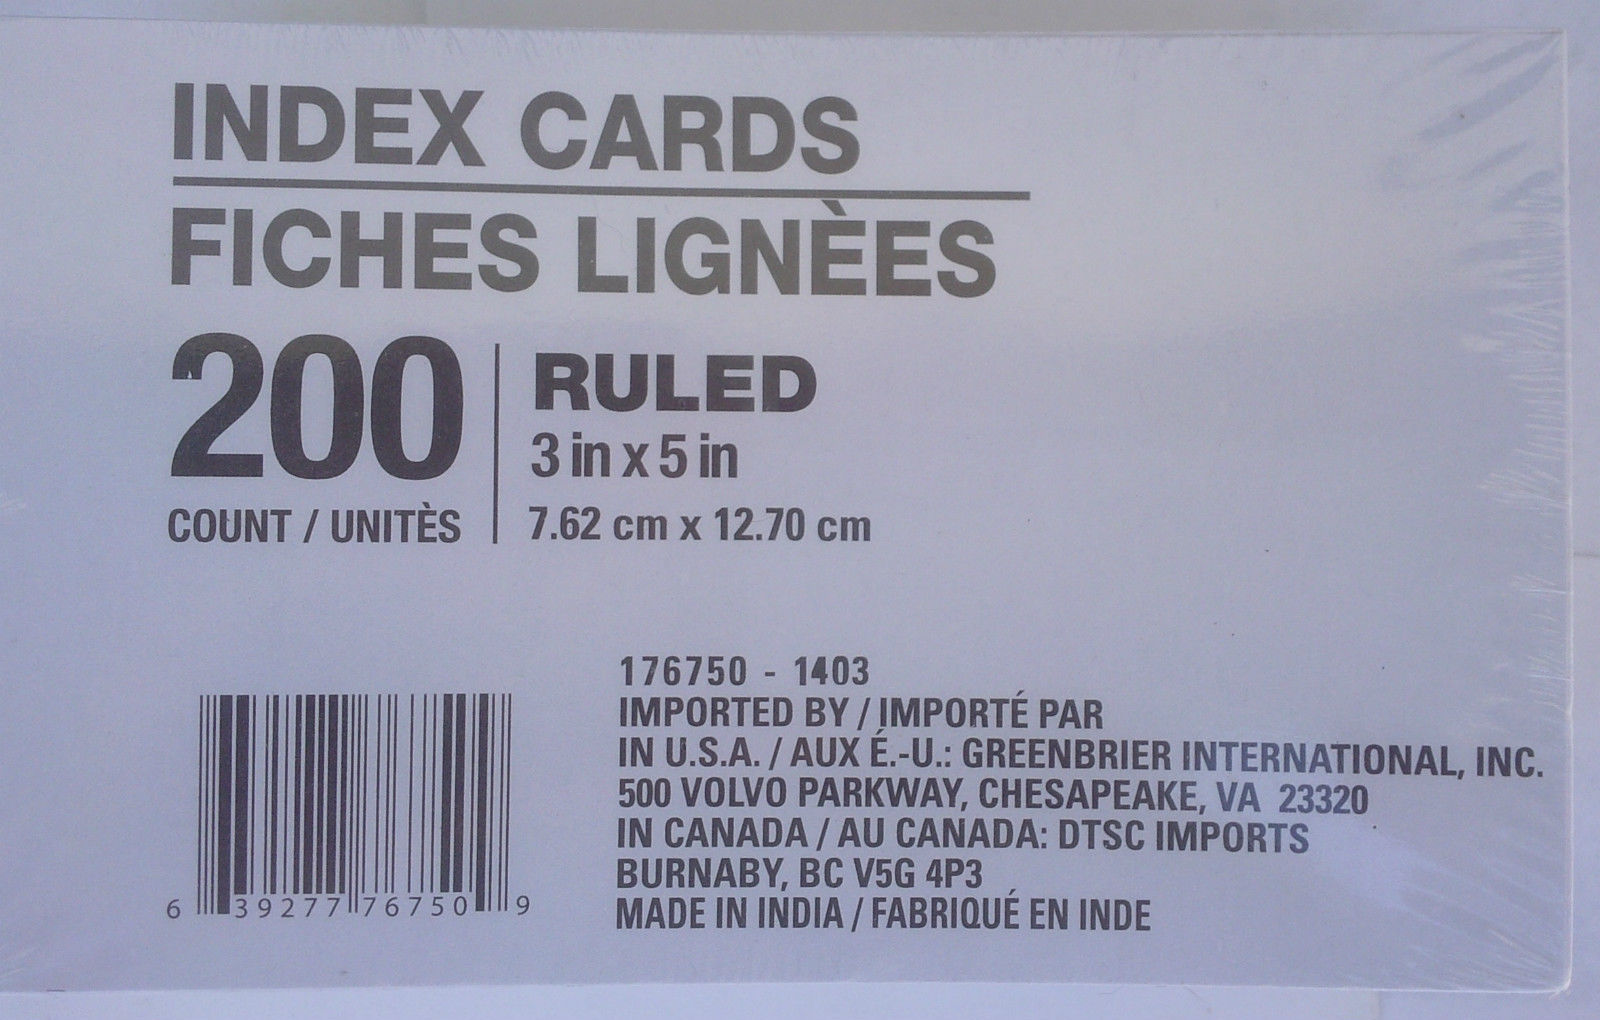 INDEX CARDS
FICHES LIGNÈES
200
COUNT / UNITÈS
RULED
3 in x 5 in
7.62 cm x 12.70 cm
6 39277 76750 9
176750 - 1403
IMPORTED BY / IMPORTÉ PAR
IN U.S.A. / AUX É.-U.: GREENBRIER INTERNATIONAL, INC.
500 VOLVO PARKWAY, CHESAPEAKE, VA 23320
IN CANADA / AU CANADA: DTSC IMPORTS
BURNABY, BC V5G 4P3
MADE IN INDIA / FABRIQUÉ EN INDE